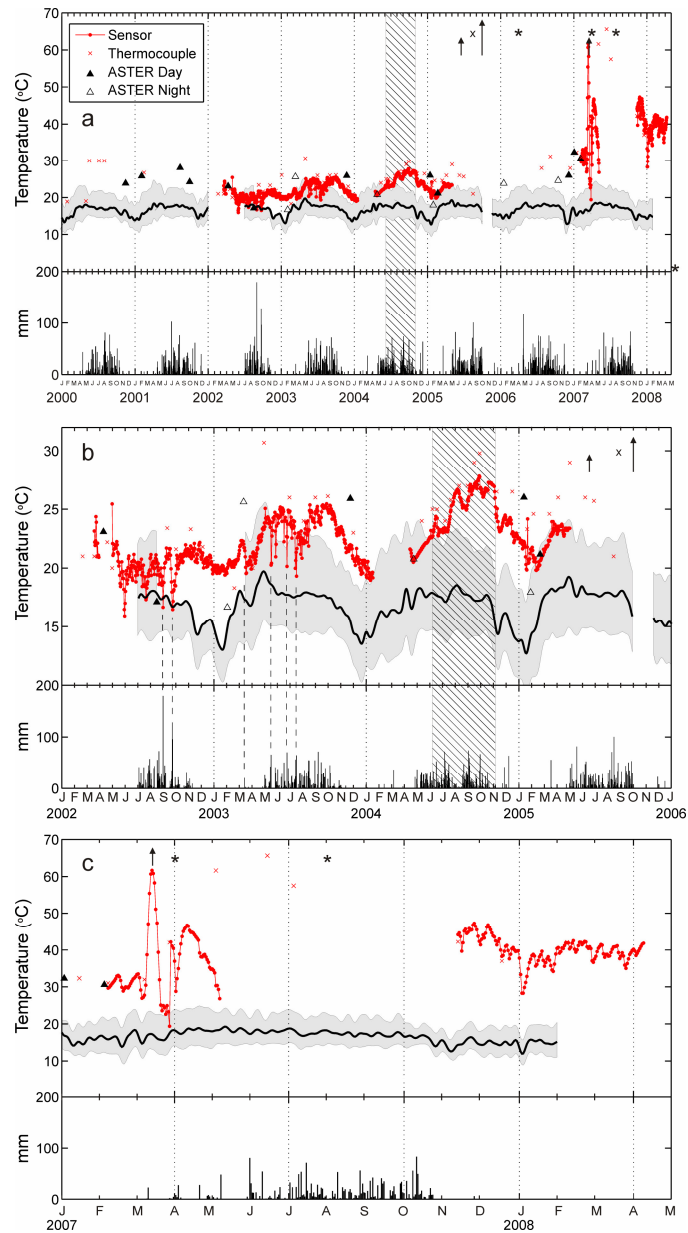 70
60
50
40
30
20
10
Temperature (°C)
Sensor
Thermocouple
ASTER Day
ASTER Night
a
x
*
*
*
*
200
100
0
mm
J F M A M J J A S O N D J F M A M J J A S O N D J F M A M J J A S O N D J F M A M J J A S O N D J F M A M J J A S O N D J F M A M J J A S O N D J F M A M J J A S O N D J F M A M J J A S O N D J F M A M
2000 2001 2002 2003 2004 2005 2006 2007 2008
b
x
30
25
20
15
Temperature (°C)
200
100
0
mm
J F M A M J J A S O N D J F M A M J J A S O N D J F M A M J J A S O N D J F M A M J J A S O N D J
2002 2003 2004 2005 2006
c
*
*
70
60
50
40
30
20
10
Temperature (°C)
200
100
0
mm
J F M A M J J A S O N D J F M A M
2007 2008